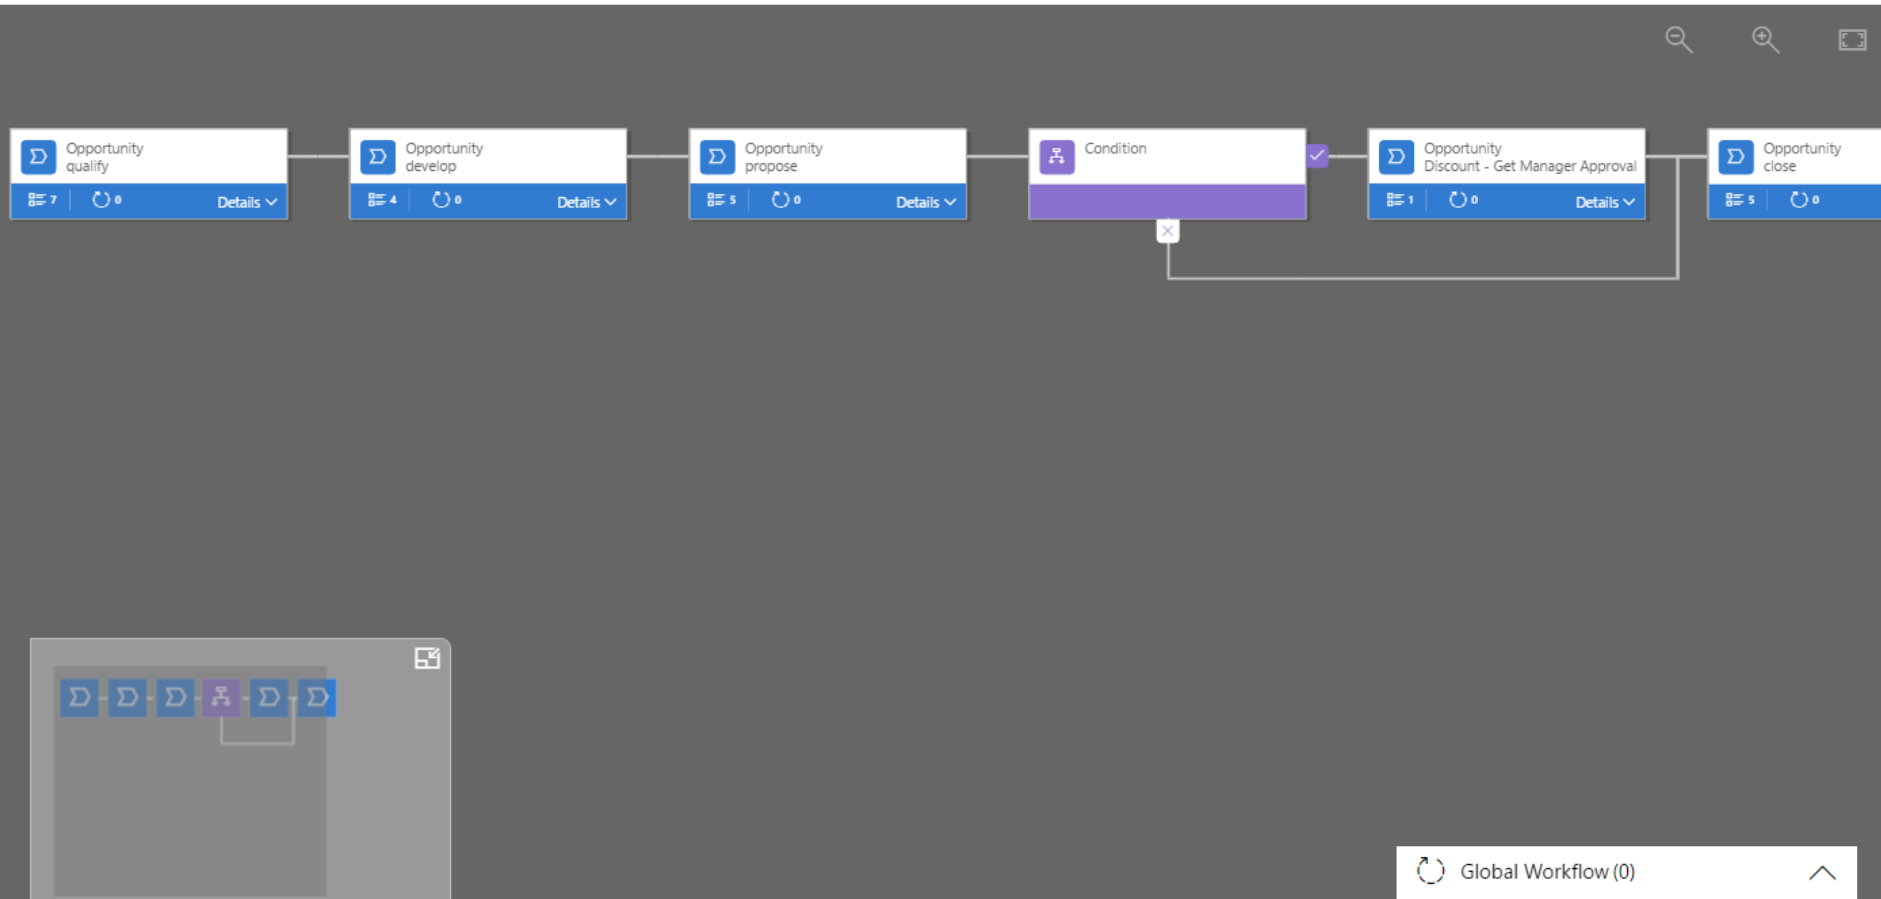 Opportunity
qualify
7 0 Details
Opportunity
develop
4 0 Details
Opportunity
propose
5 0 Details
Condition
Opportunity
Discount - Get Manager Approval
1 0 Details
Opportunity
close
5 0
Global Workflow (0)